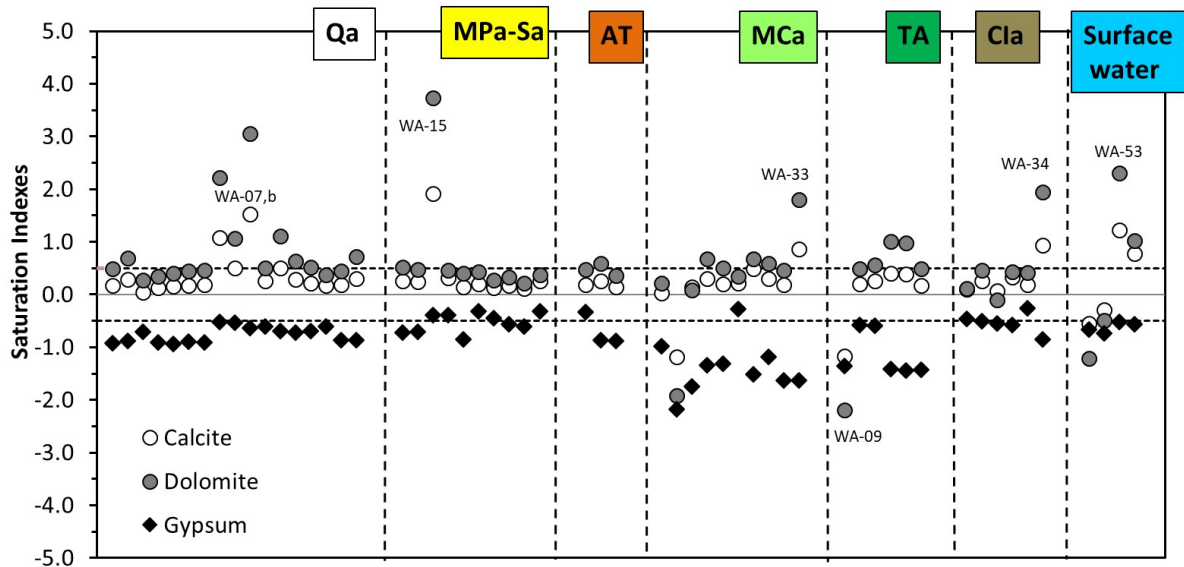 Qa
MPa-Sa
AT
MCa
TA
CIa
Surface
water
Saturation Indexes
5.0
4.0
3.0
2.0
1.0
0.0
-1.0
-2.0
-3.0
-4.0
-5.0
WA-07,b
WA-15
WA-33
WA-09
WA-34
WA-53
Calcite
Dolomite
Gypsum